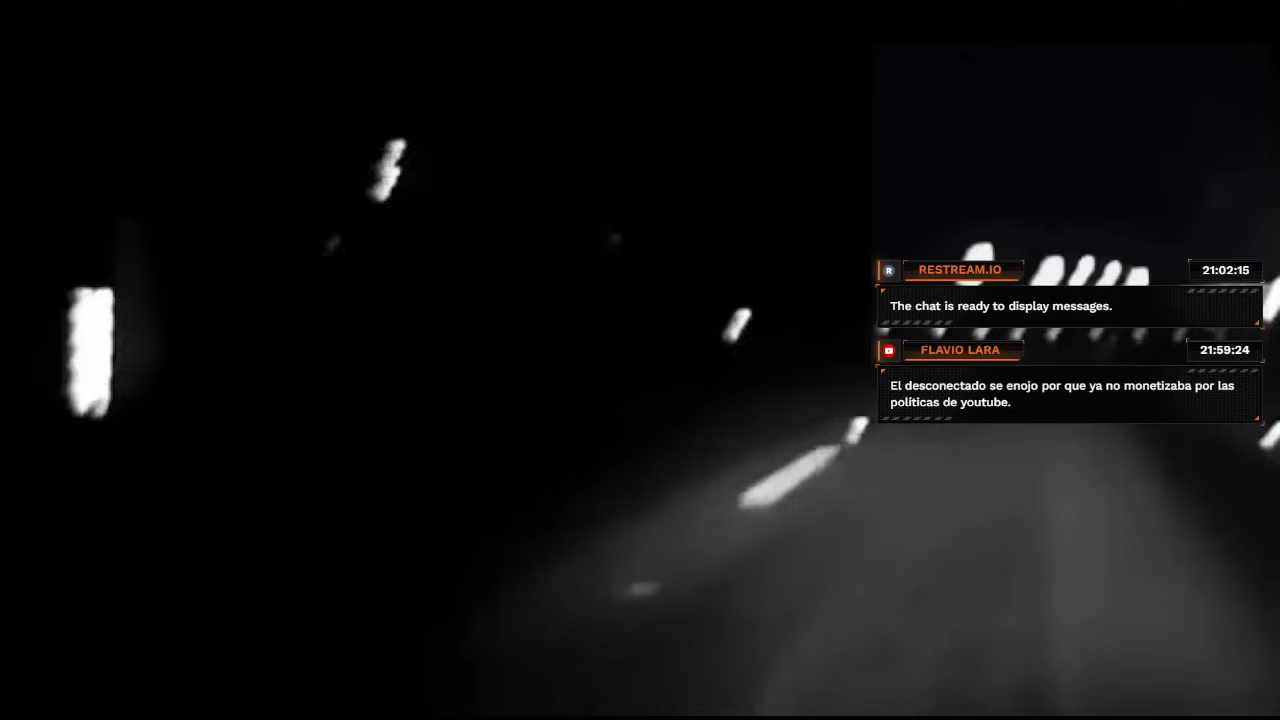 R RESTREAM.IO 21:02:15
The chat is ready to display messages.
FLAVIO LARA 21:59:24
El desconectado se enojo por que ya no monetizaba por las
políticas de youtube.